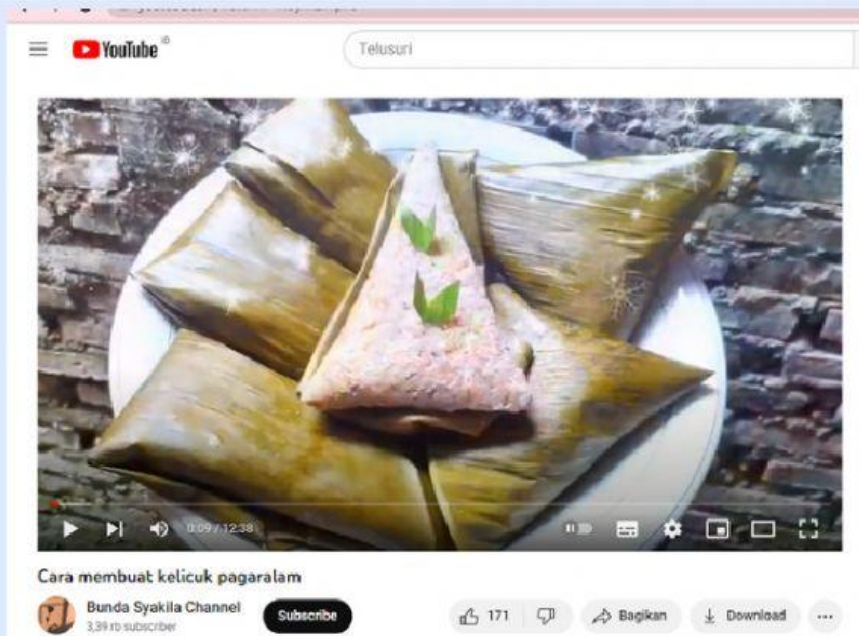 YouTube ID
Telusuri
0:09 / 12:38
Cara membuat kelicuk pagaralam
Bunda Syakila Channel
3,39 rb subscriber
Subscribe
171
Bagikan
Download